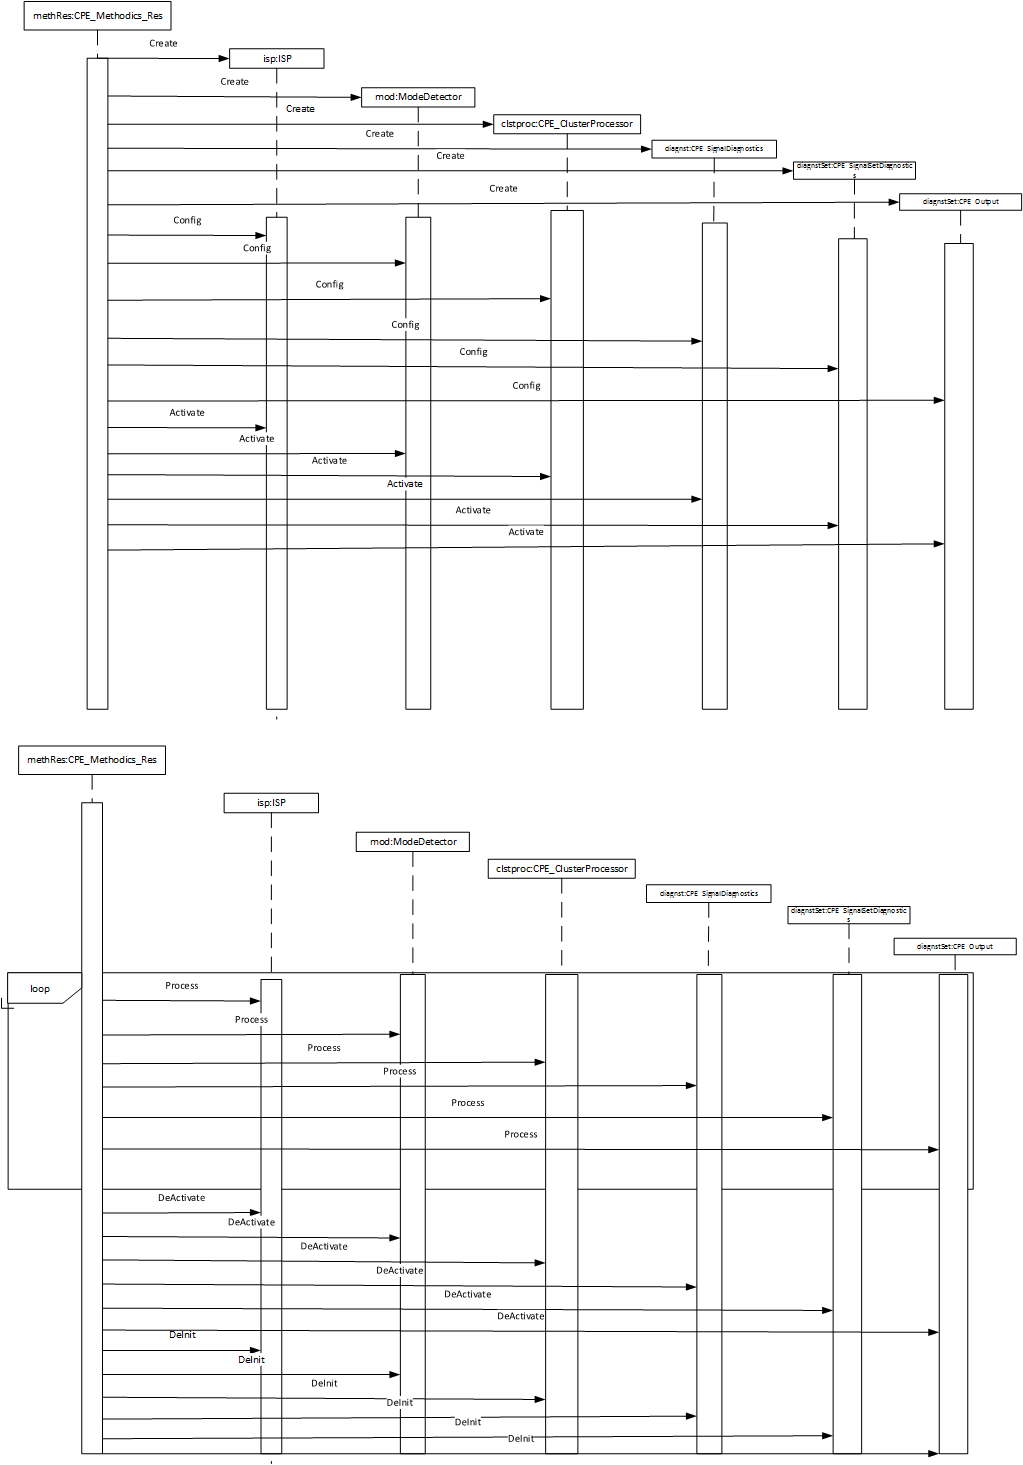 methRes:CPE_Methodics_Res
Create
isp:ISP
Create
mod:ModeDetector
Create
clstproc:CPE_ClusterProcessor
Create
diagnst:CPE_SignalDiagnostics
Create
diagnstSet:CPE_SignalSetDiagnostic
s
Create
diagnstSet:CPE_Output
Config
Config
Config
Config
Config
Config
Activate
Activate
Activate
Activate
Activate
Activate
methRes:CPE_Methodics_Res
isp:ISP
mod:ModeDetector
clstproc:CPE_ClusterProcessor
diagnst:CPE_SignalDiagnostics
diagnstSet:CPE_SignalSetDiagnostic
s
diagnstSet:CPE_Output
loop
Process
Process
Process
Process
Process
Process
DeActivate
DeActivate
DeActivate
DeActivate
DeActivate
DeActivate
DeInit
DeInit
DeInit
DeInit
DeInit
DeInit